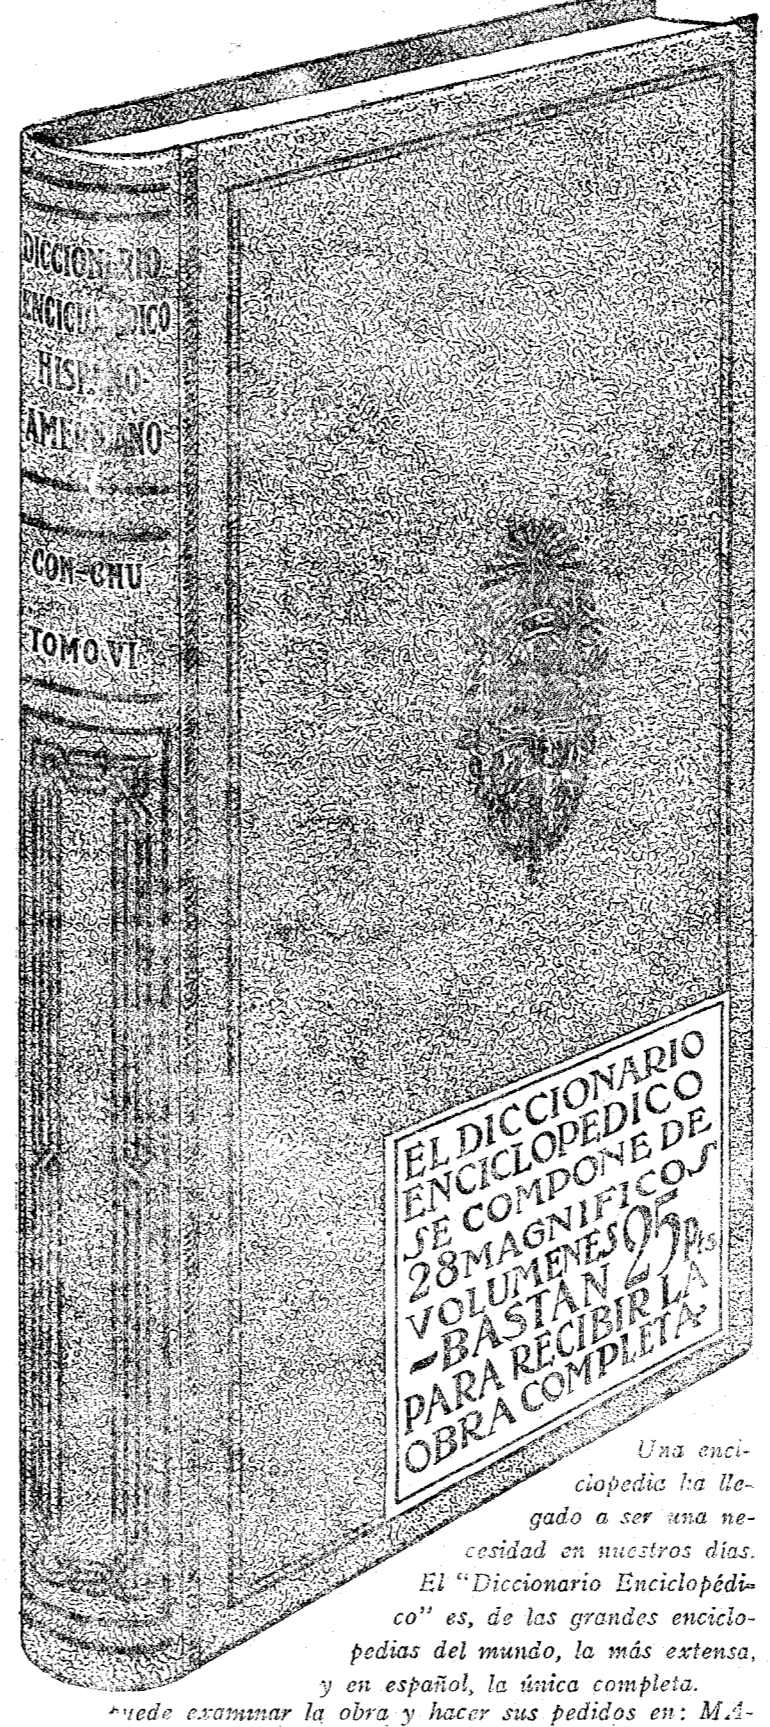 DICCIONARIO
ENCICLOPEDICO
HISPANO-
AMERICANO
CON-CHU
TOMO VI
EL DICCIONARIO
ENCICLOPEDICO
SE COMPONE DE
28 MAGNIFICOS
VOLUMENES
-BASTAN 25 pts
PARA RECIBIR LA
OBRA COMPLETA-
Una enci-
clopedia ha lle-
gado a ser una ne-
cesidad en nuestros días.
El "Diccionario Enciclopédi-
co" es, de las grandes enciclo-
pedias del mundo, la más extensa,
y en español, la única completa.
puede examinar la obra y hacer sus pedidos en: MA-